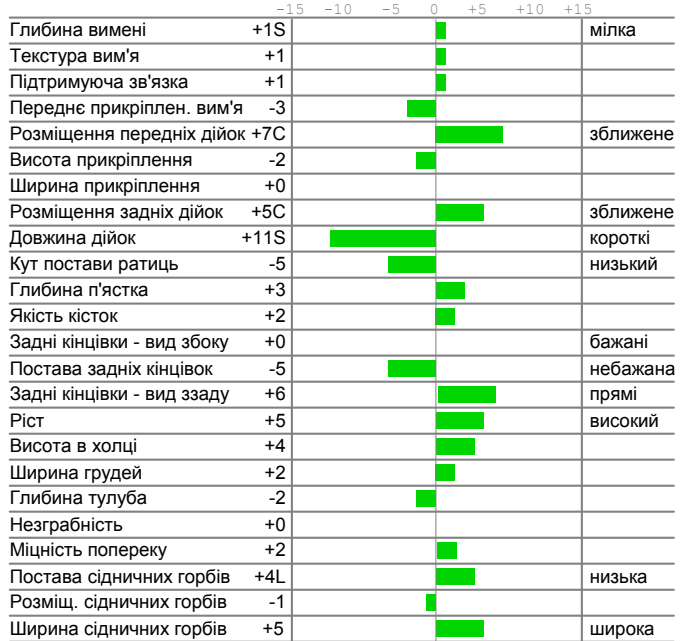 -15 -10 -5 0 +5 +10 +15
Глибина вимені +1S мілка
Текстура вим'я +1
Підтримуюча зв'язка +1
Переднє прикріплен. вим'я -3
Розміщення передніх дійок +7C зближене
Висота прикріплення -2
Ширина прикріплення +0
Розміщення задніх дійок +5C зближене
Довжина дійок +11S короткі
Кут постави ратиць -5 низький
Глибина п'ястка +3
Якість кісток +2
Задні кінцівки - вид збоку +0 бажані
Постава задніх кінцівок -5 небажана
Задні кінцівки - вид ззаду +6 прямі
Ріст +5 високий
Висота в холці +4
Ширина грудей +2
Глибина тулуба -2
Незграбність +0
Міцність попереку +2
Постава сідничних горбів +4L низька
Розміщ. сідничних горбів -1
Ширина сідничних горбів +5 широка